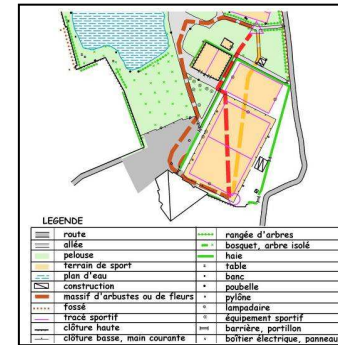 LEGENDE
route
allée
pelouse
terrain de sport
plan d'eau
construction
massif d'arbustes ou de fleurs
fossé
tracé sportif
clôture haute
clôture basse, main courante
rangée d'arbres
bosquet, arbre isolé
haie
table
banc
poubelle
pylône
lampadaire
équipement sportif
barrière, portillon
boîtier électrique, panneau